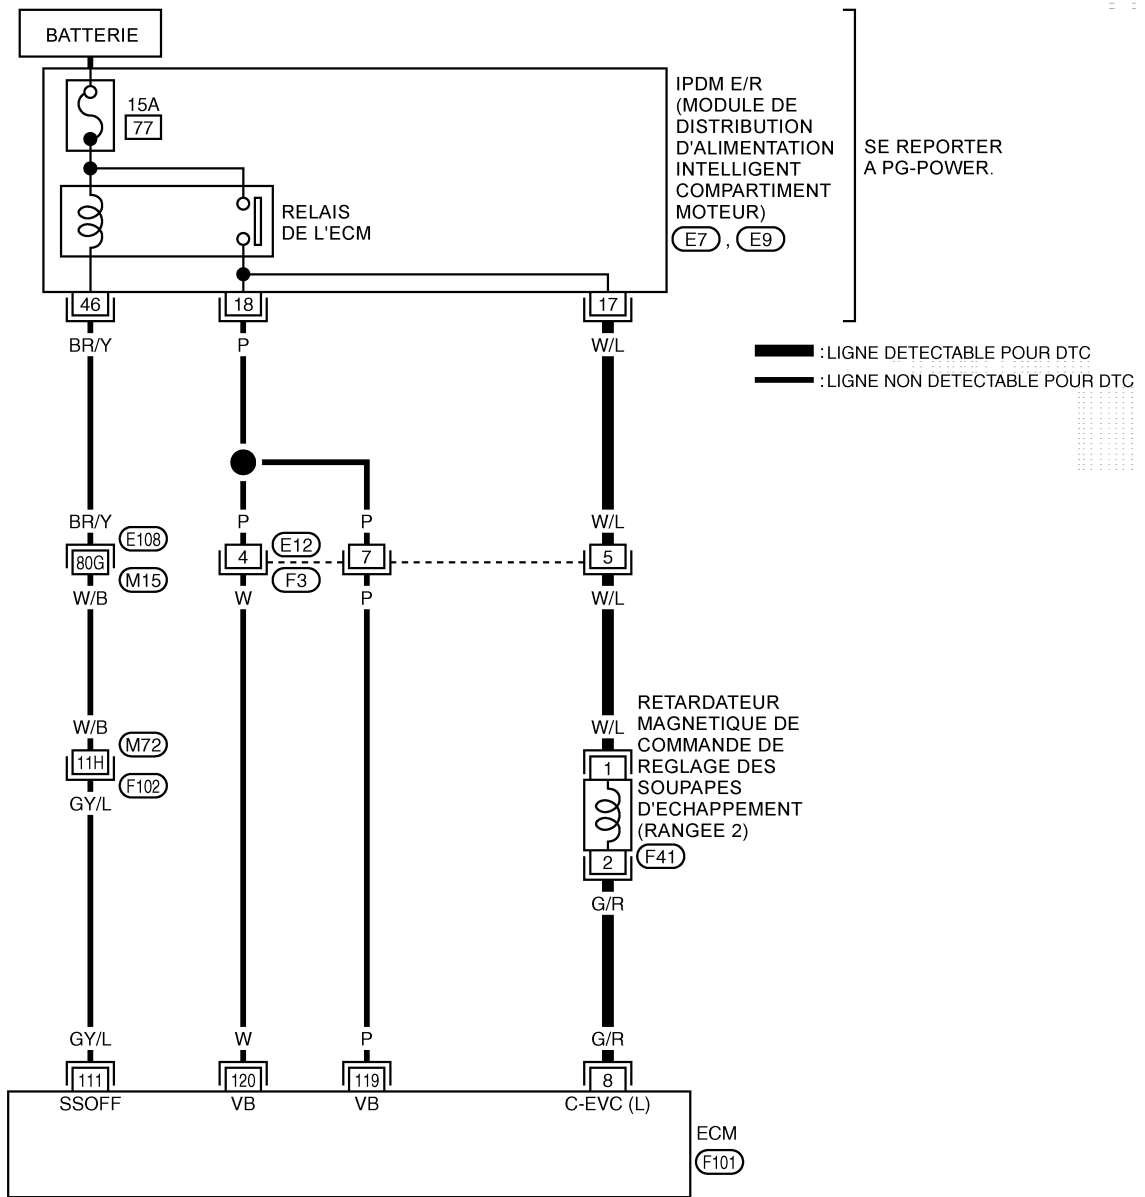 BATTERIE
15A
77
RELAIS
DE L'ECM
IPDM E/R
(MODULE DE
DISTRIBUTION
D'ALIMENTATION
INTELLIGENT
COMPARTIMENT
MOTEUR)
E7 , E9
SE REPORTER
A PG-POWER.
46 18 17
BR/Y P W/L
: LIGNE DETECTABLE POUR DTC
: LIGNE NON DETECTABLE POUR DTC
BR/Y P P W/L
E108 E12
80G 4 7 5
M15 F3
W/B W P W/L
W/B W/L
M72
11H 1
F102
GY/L
RETARDATEUR
MAGNETIQUE DE
COMMANDE DE
REGLAGE DES
SOUPAPES
D'ECHAPPEMENT
(RANGEE 2)
2 F41
G/R
GY/L W P G/R
111 120 119 8
SSOFF VB VB C-EVC (L)
ECM
F101